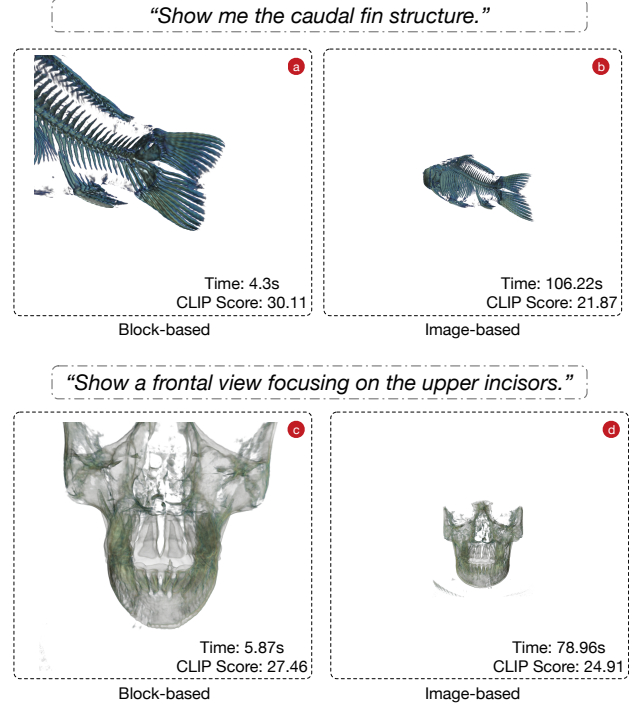 “Show me the caudal fin structure.”
a
b
Time: 4.3s
CLIP Score: 30.11
Time: 106.22s
CLIP Score: 21.87
Block-based
Image-based
“Show a frontal view focusing on the upper incisors.”
c
d
Time: 5.87s
CLIP Score: 27.46
Time: 78.96s
CLIP Score: 24.91
Block-based
Image-based